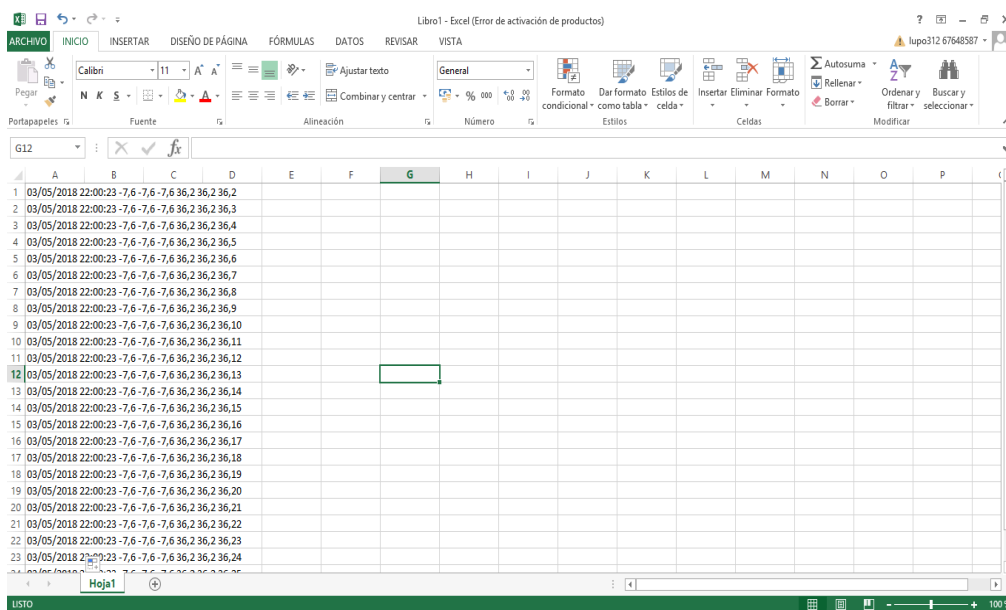 Libro1 - Excel (Error de activación de productos)
ARCHIVO INICIO INSERTAR DISEÑO DE PÁGINA FÓRMULAS DATOS REVISAR VISTA lupo312 67648587
Pegar
Calibri 11 Ajustar texto General
N K S Combinar y centrar % 000
Formato condicional Dar formato como tabla Estilos de celda Insertar Eliminar Formato
Autosuma Rellenar Borrar Ordenar y filtrar Buscar y seleccionar
Portapapeles Fuente Alineación Número Estilos Celdas Modificar
G12 fx
A B C D E F G H I J K L M N O P
1 03/05/2018 22:00:23 -7,6 -7,6 -7,6 36,2 36,2 36,2
2 03/05/2018 22:00:23 -7,6 -7,6 -7,6 36,2 36,2 36,3
3 03/05/2018 22:00:23 -7,6 -7,6 -7,6 36,2 36,2 36,4
4 03/05/2018 22:00:23 -7,6 -7,6 -7,6 36,2 36,2 36,5
5 03/05/2018 22:00:23 -7,6 -7,6 -7,6 36,2 36,2 36,6
6 03/05/2018 22:00:23 -7,6 -7,6 -7,6 36,2 36,2 36,7
7 03/05/2018 22:00:23 -7,6 -7,6 -7,6 36,2 36,2 36,8
8 03/05/2018 22:00:23 -7,6 -7,6 -7,6 36,2 36,2 36,9
9 03/05/2018 22:00:23 -7,6 -7,6 -7,6 36,2 36,2 36,10
10 03/05/2018 22:00:23 -7,6 -7,6 -7,6 36,2 36,2 36,11
11 03/05/2018 22:00:23 -7,6 -7,6 -7,6 36,2 36,2 36,12
12 03/05/2018 22:00:23 -7,6 -7,6 -7,6 36,2 36,2 36,13
13 03/05/2018 22:00:23 -7,6 -7,6 -7,6 36,2 36,2 36,14
14 03/05/2018 22:00:23 -7,6 -7,6 -7,6 36,2 36,2 36,15
15 03/05/2018 22:00:23 -7,6 -7,6 -7,6 36,2 36,2 36,16
16 03/05/2018 22:00:23 -7,6 -7,6 -7,6 36,2 36,2 36,17
17 03/05/2018 22:00:23 -7,6 -7,6 -7,6 36,2 36,2 36,18
18 03/05/2018 22:00:23 -7,6 -7,6 -7,6 36,2 36,2 36,19
19 03/05/2018 22:00:23 -7,6 -7,6 -7,6 36,2 36,2 36,20
20 03/05/2018 22:00:23 -7,6 -7,6 -7,6 36,2 36,2 36,21
21 03/05/2018 22:00:23 -7,6 -7,6 -7,6 36,2 36,2 36,22
22 03/05/2018 22:00:23 -7,6 -7,6 -7,6 36,2 36,2 36,23
23 03/05/2018 22:00:23 -7,6 -7,6 -7,6 36,2 36,2 36,24
Hoja1
LISTO 100